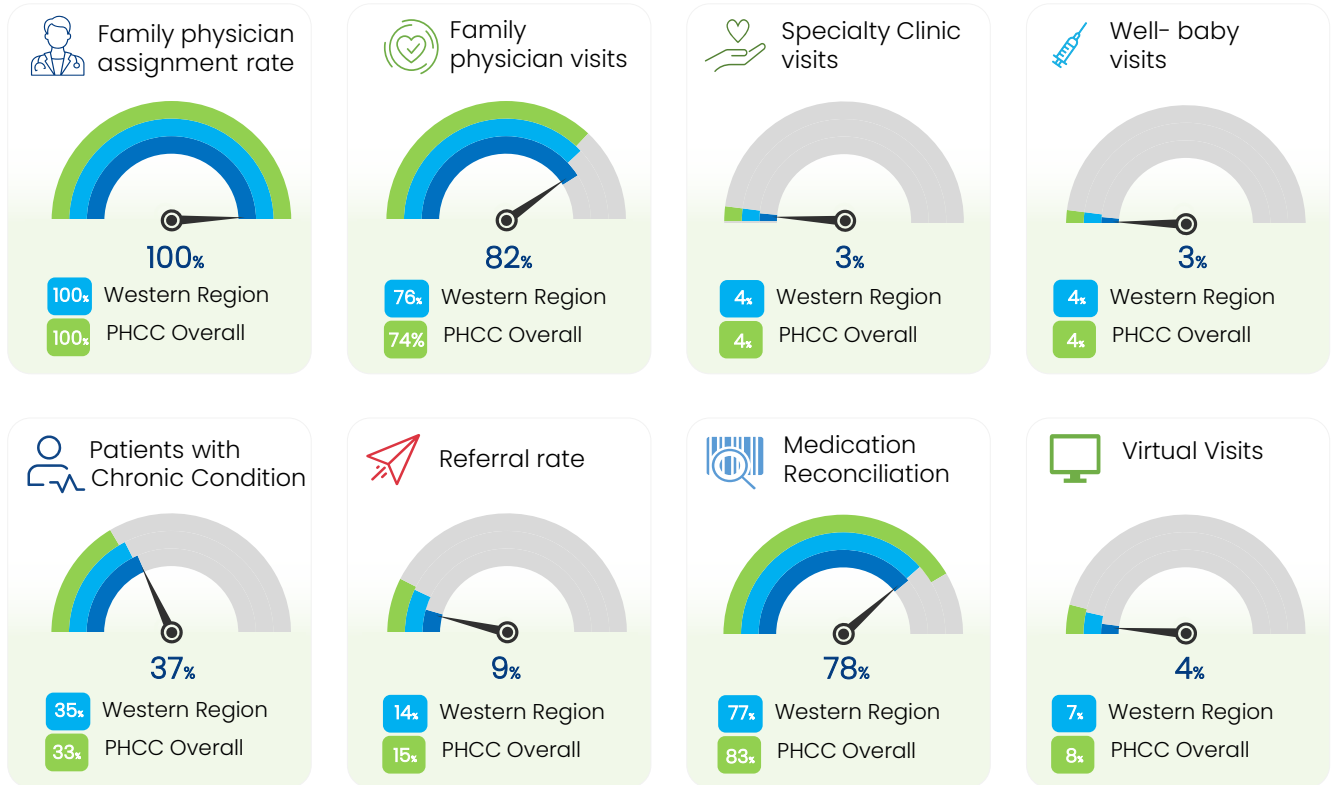 Family physician
assignment rate
100%
100% Western Region
100% PHCC Overall
Family
physician visits
82%
76% Western Region
74% PHCC Overall
Specialty Clinic
visits
3%
4% Western Region
4% PHCC Overall
Well- baby
visits
3%
4% Western Region
4% PHCC Overall
Patients with
Chronic Condition
37%
35% Western Region
33% PHCC Overall
Referral rate
9%
14% Western Region
15% PHCC Overall
Medication
Reconciliation
78%
77% Western Region
83% PHCC Overall
Virtual Visits
4%
7% Western Region
8% PHCC Overall